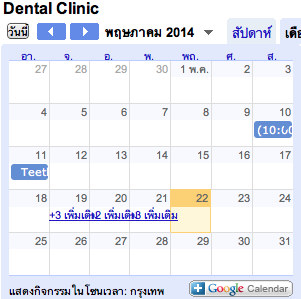 Dental Clinic
วันนี้ พฤษภาคม 2014 สัปดาห์ เดือ
อา. จ. อ. พ. พฤ. ศ. ส.
27 28 29 30 1 พ.ค. 2 3
4 5 6 7 8 9 10
(10:00
11 12 13 14 15 16 17
Teet
18 19 20 21 22 23 24
+3 เพิ่มเติม +2 เพิ่มเติม +3 เพิ่มเติม
25 26 27 28 29 30 31
แสดงกิจกรรมในโซนเวลา: กรุงเทพ Google Calendar